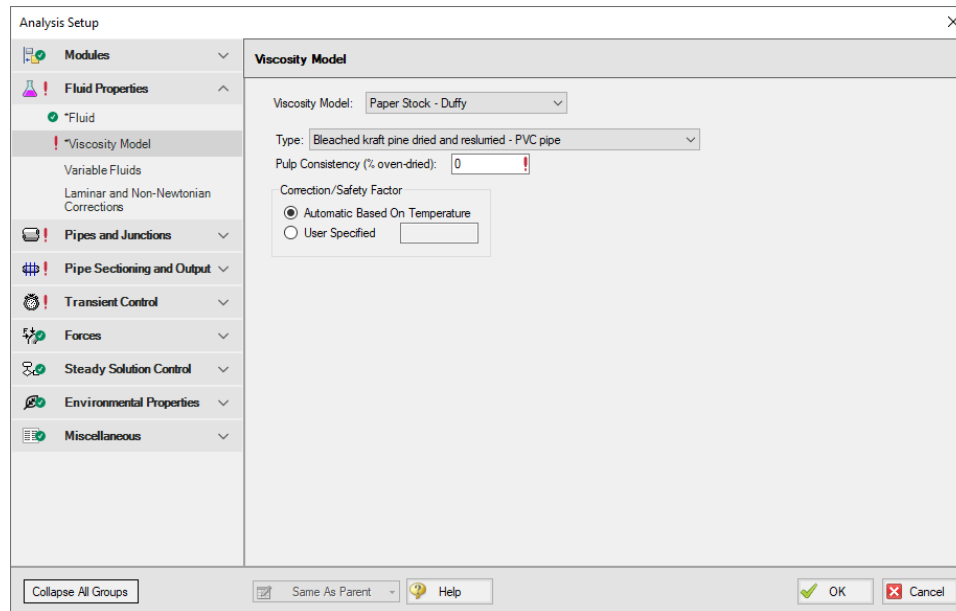 Analysis Setup
Modules
Fluid Properties
*Fluid
*Viscosity Model
Variable Fluids
Laminar and Non-Newtonian
Corrections
Pipes and Junctions
Pipe Sectioning and Output
Transient Control
Forces
Steady Solution Control
Environmental Properties
Miscellaneous
Viscosity Model
Viscosity Model: Paper Stock - Duffy
Type: Bleached kraft pine dried and reslurried - PVC pipe
Pulp Consistency (% oven-dried): 0
Correction/Safety Factor
Automatic Based On Temperature
User Specified
Collapse All Groups
Same As Parent
Help
OK
Cancel